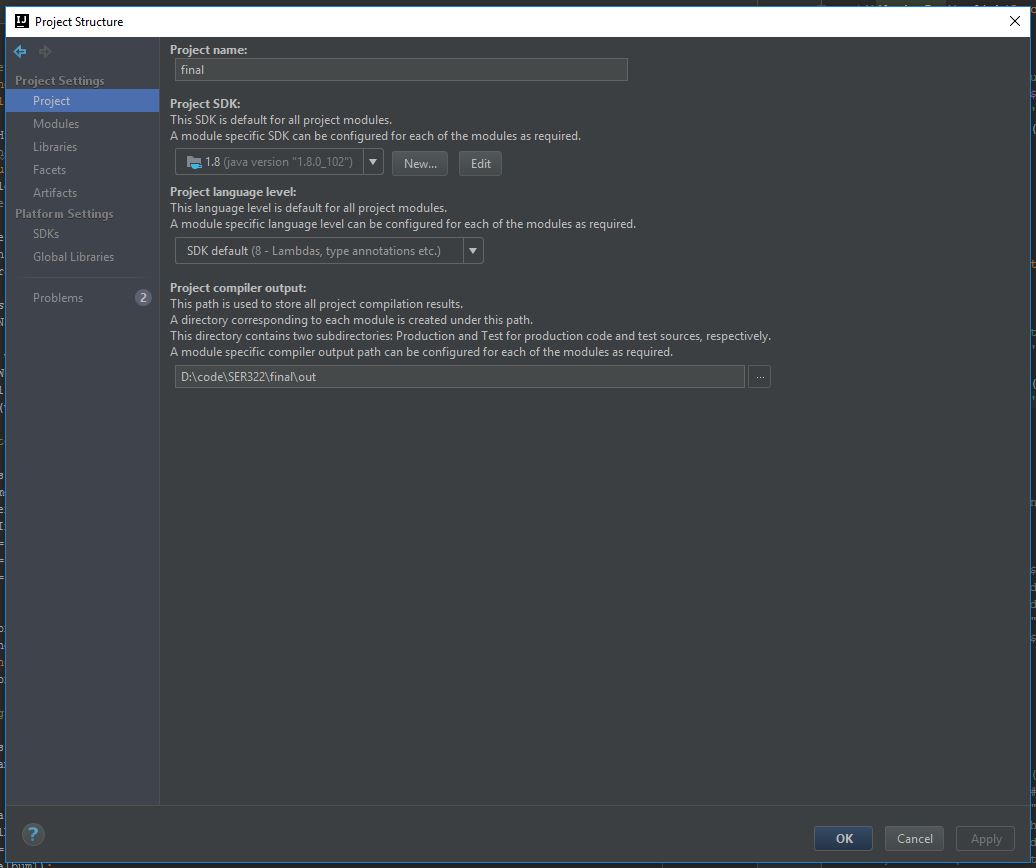 IJ Project Structure
Project Settings
Project
Modules
Libraries
Facets
Artifacts
Platform Settings
SDKs
Global Libraries
Problems 2
Project name:
final
Project SDK:
This SDK is default for all project modules.
A module specific SDK can be configured for each of the modules as required.
1.8 (java version "1.8.0_102") New... Edit
Project language level:
This language level is default for all project modules.
A module specific language level can be configured for each of the modules as required.
SDK default (8 - Lambdas, type annotations etc.)
Project compiler output:
This path is used to store all project compilation results.
A directory corresponding to each module is created under this path.
This directory contains two subdirectories: Production and Test for production code and test sources, respectively.
A module specific compiler output path can be configured for each of the modules as required.
D:\code\SER322\final\out ...
? OK Cancel Apply